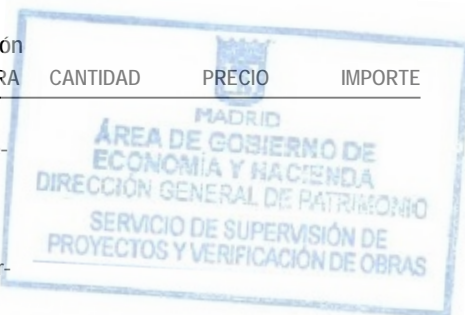 ón
RA CANTIDAD PRECIO IMPORTE
MADRID
ÁREA DE GOBIERNO DE
ECONOMÍA Y HACIENDA
-
DIRECCIÓN GENERAL DE PATRIMONIO
SERVICIO DE SUPERVISIÓN DE
PROYECTOS Y VERIFICACIÓN DE OBRAS
r-